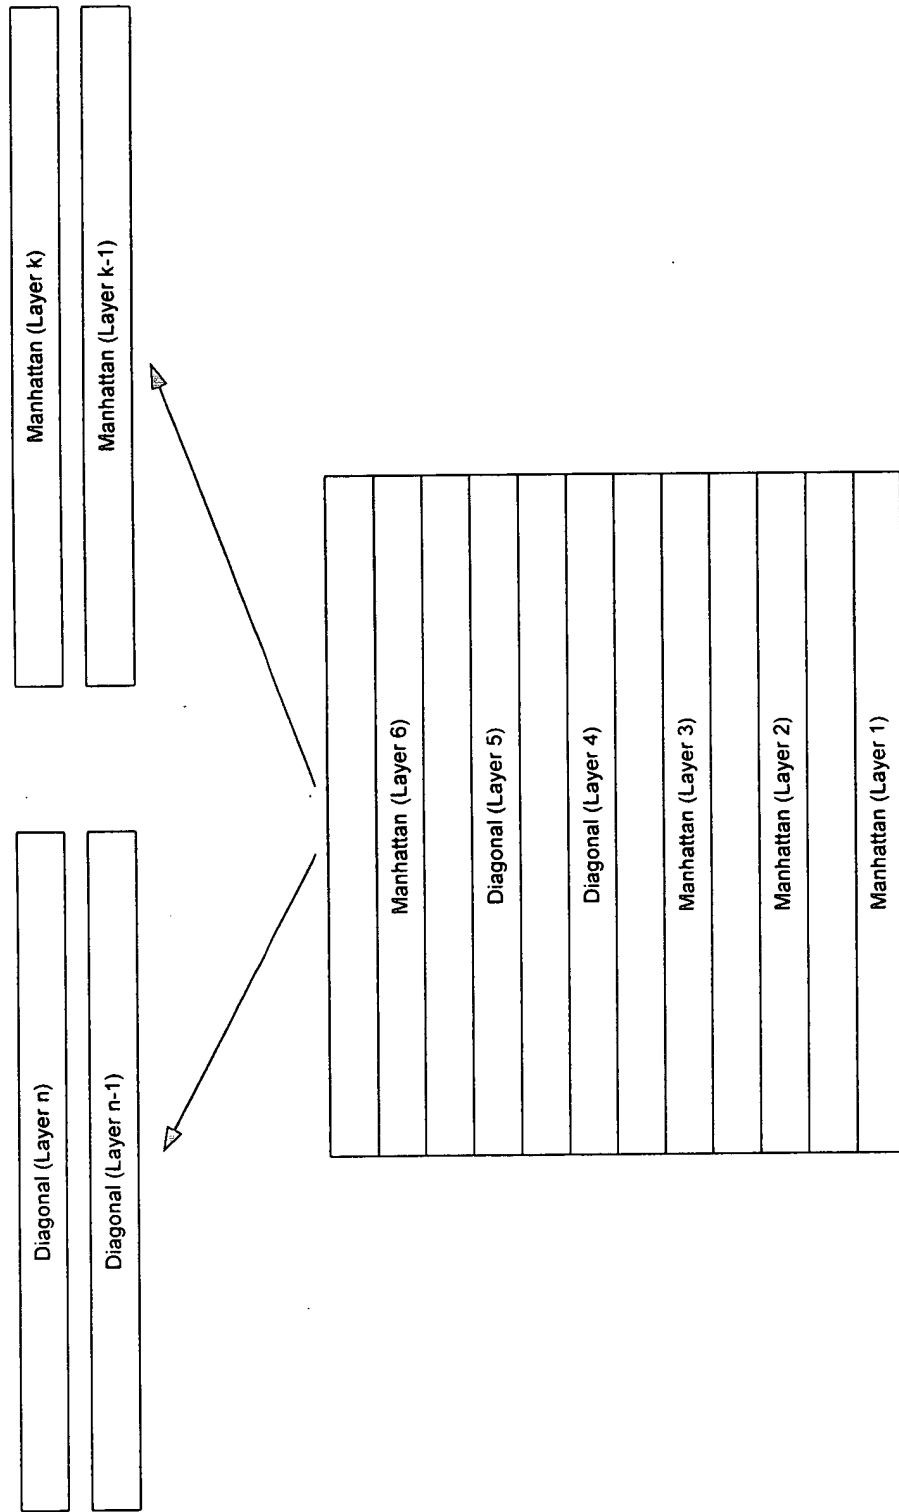 Diagonal (Layer n)
Diagonal (Layer n-1)
Manhattan (Layer k)
Manhattan (Layer k-1)
Manhattan (Layer 6)
Diagonal (Layer 5)
Diagonal (Layer 4)
Manhattan (Layer 3)
Manhattan (Layer 2)
Manhattan (Layer 1)